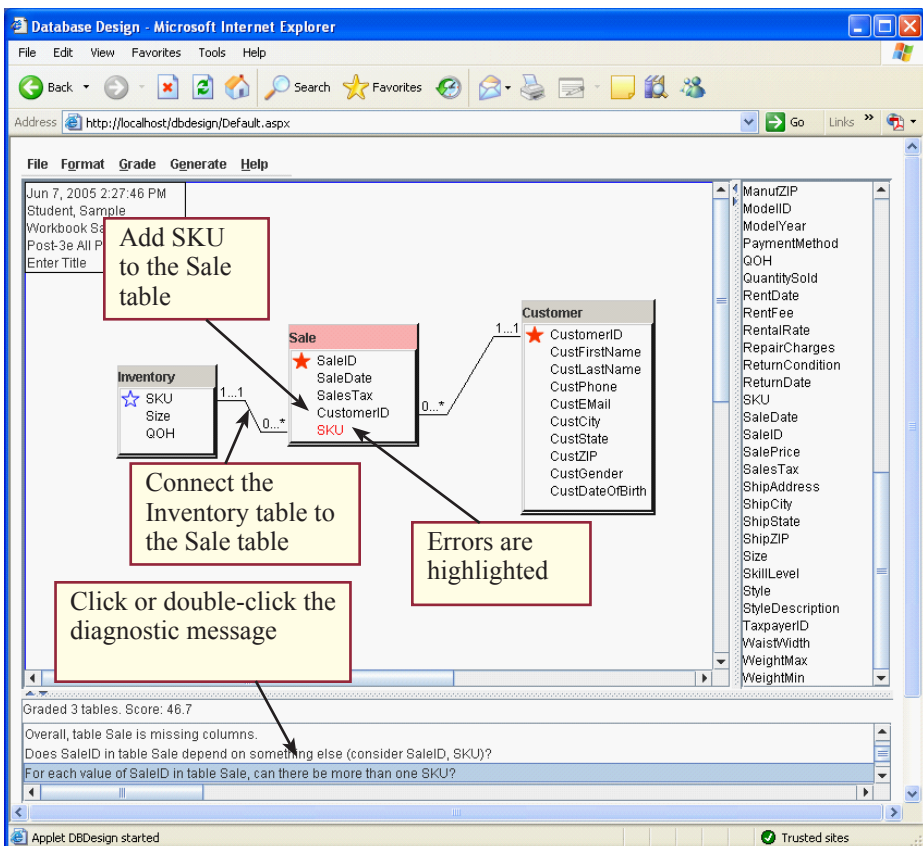 Database Design - Microsoft Internet Explorer
File Edit View Favorites Tools Help
Back Search Favorites
Address http://localhost/dbdesign/Default.aspx Go Links »
File Format Grade Generate Help
Jun 7, 2005 2:27:46 PM
Student, Sample
Workbook Sa
Post-3e All P
Enter Title
Add SKU
to the Sale
table
Inventory
SKU
Size
QOH
1...1
0...*
Sale
SaleID
SaleDate
SalesTax
CustomerID
SKU
0...*
1...1
Customer
CustomerID
CustFirstName
CustLastName
CustPhone
CustEMail
CustCity
CustState
CustZIP
CustGender
CustDateOfBirth
Connect the
Inventory table to
the Sale table
Errors are
highlighted
Click or double-click the
diagnostic message
ManufZIP
ModelID
ModelYear
PaymentMethod
QOH
QuantitySold
RentDate
RentFee
RentalRate
RepairCharges
ReturnCondition
ReturnDate
SKU
SaleDate
SaleID
SalePrice
SalesTax
ShipAddress
ShipCity
ShipState
ShipZIP
Size
SkillLevel
Style
StyleDescription
TaxpayerID
WaistWidth
WeightMax
WeightMin
Graded 3 tables. Score: 46.7
Overall, table Sale is missing columns.
Does SaleID in table Sale depend on something else (consider SaleID, SKU)?
For each value of SaleID in table Sale, can there be more than one SKU?
Applet DBDesign started Trusted sites